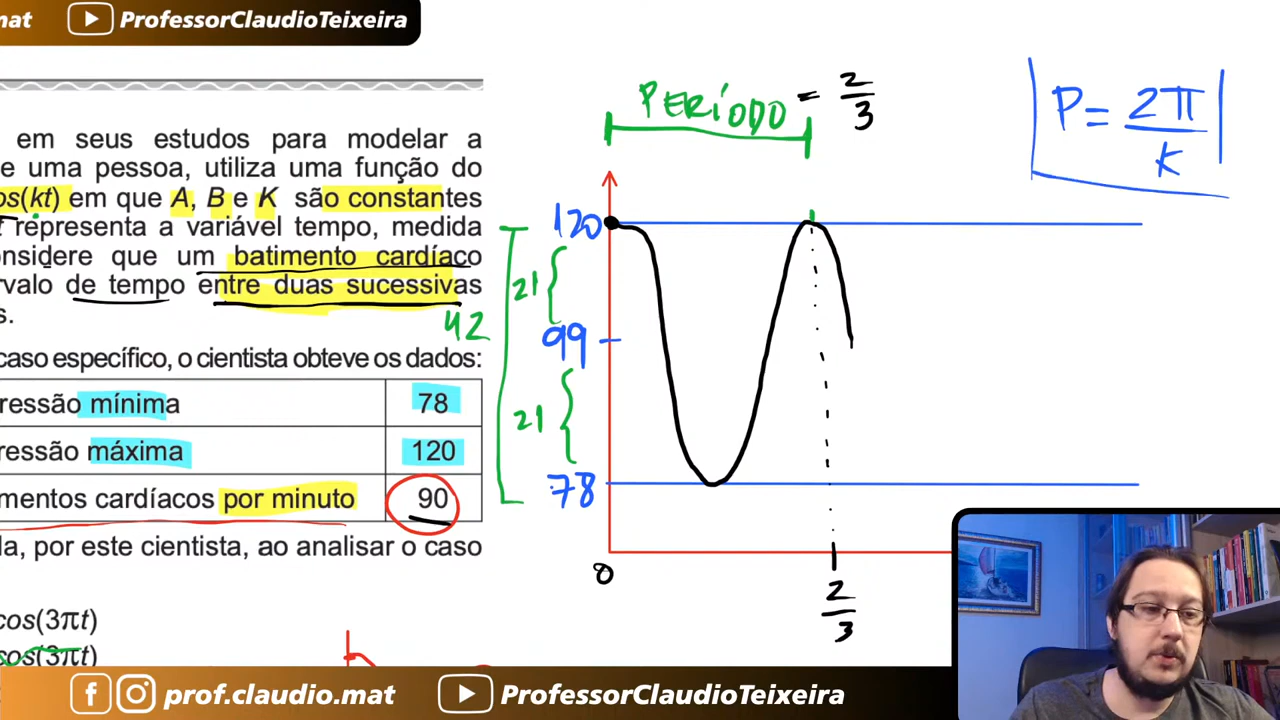 mat ProfessorClaudioTeixeira
em seus estudos para modelar a
e uma pessoa, utiliza uma função do
os(kt) em que A, B e K são constantes
t representa a variável tempo, medida
onsidere que um batimento cardíaco
rvalo de tempo entre duas sucessivas
s.
caso específico, o cientista obteve os dados:
ressão mínima 78
ressão máxima 120
mentos cardíacos por minuto 90
la, por este cientista, ao analisar o caso
cos(3πt)
cos(3πt)
PERÍODO = 2/3
P = 2π/k
120
21
99
42
21
78
0
2/3
prof.claudio.mat ProfessorClaudioTeixeira